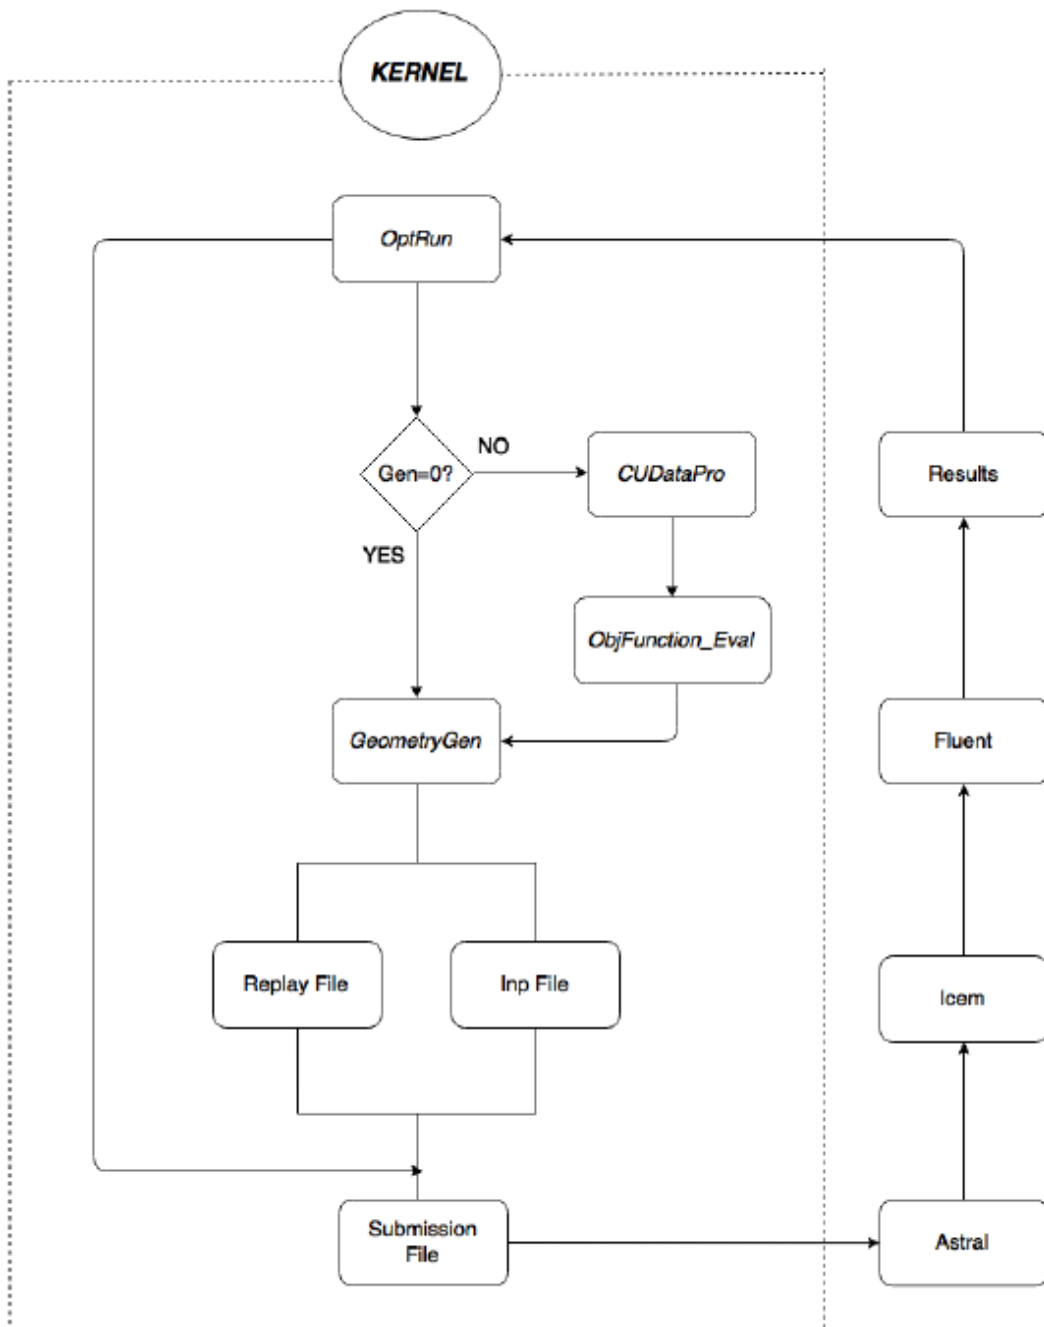 KERNEL
OptRun
Gen=0?
NO
CUDataPro
Results
YES
ObjFunction_Eval
GeometryGen
Fluent
Replay File
Inp File
Icem
Submission
File
Astral